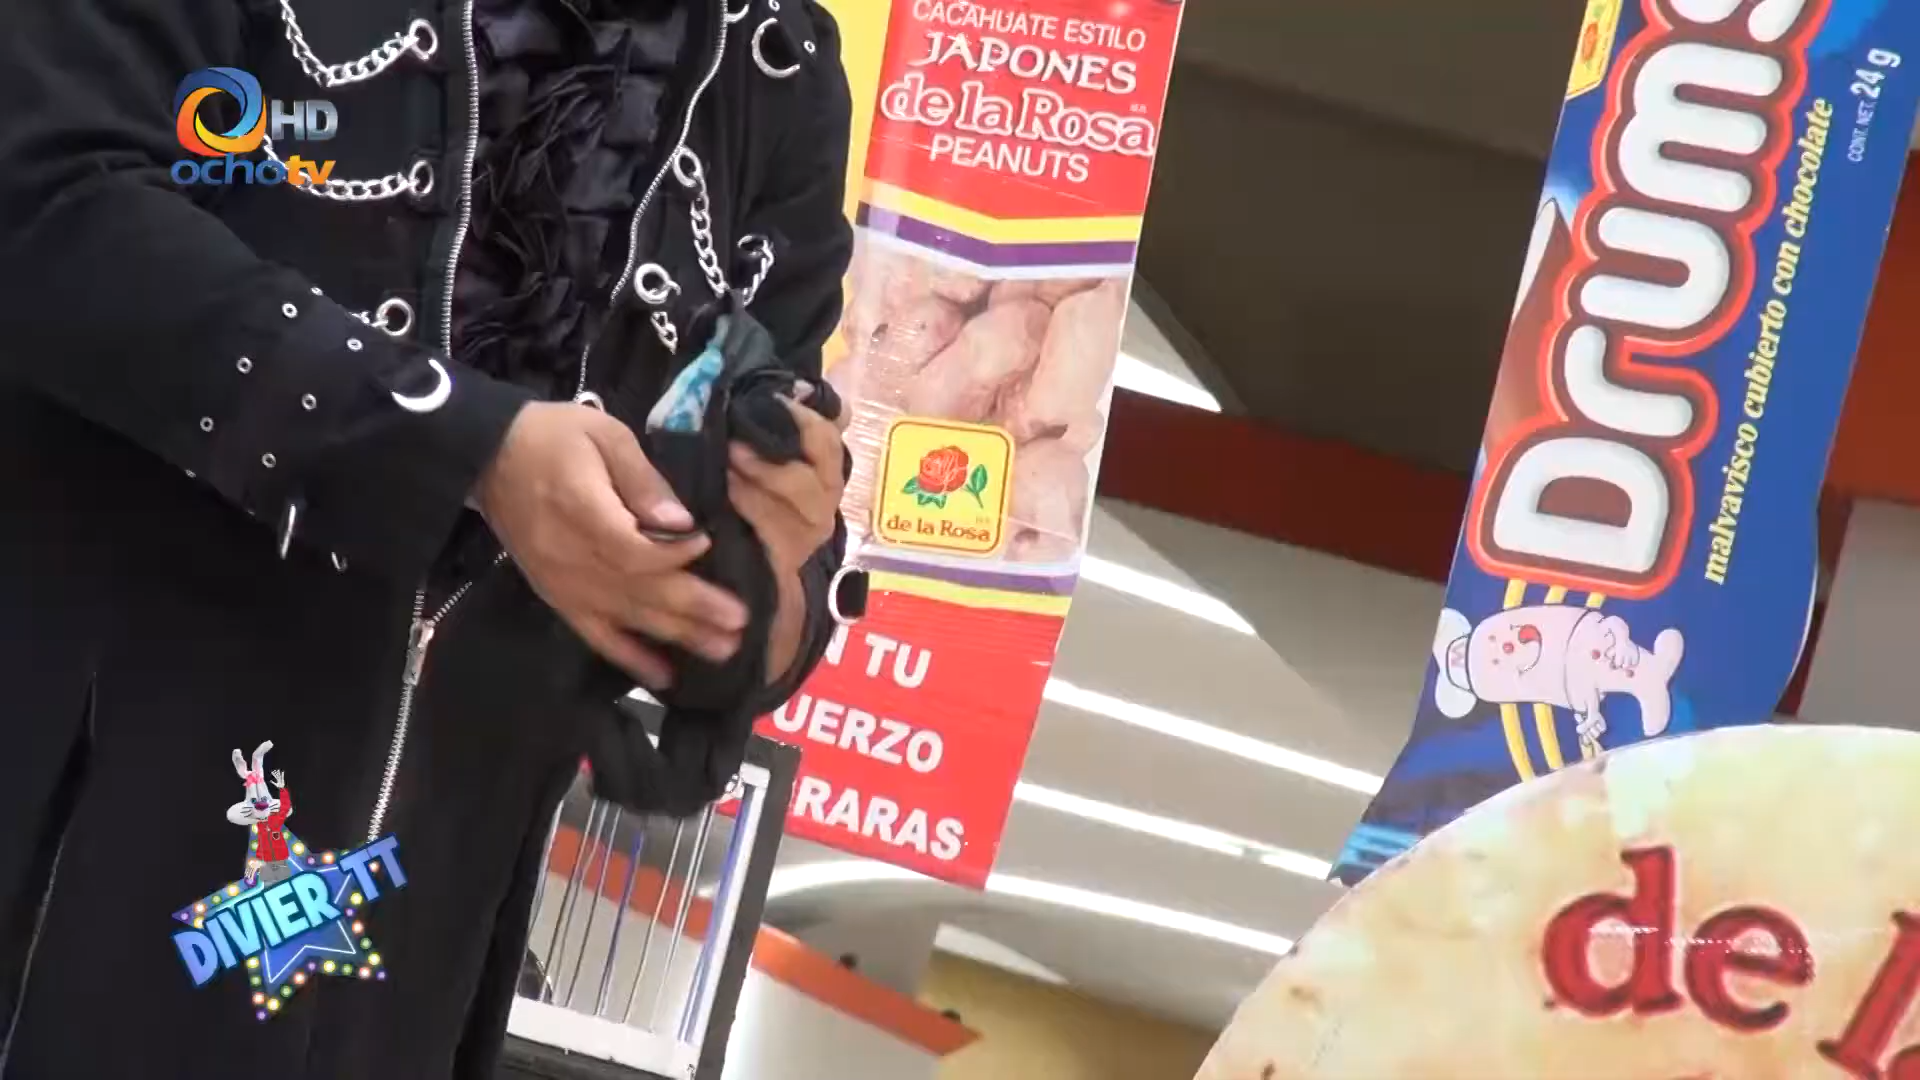 HD
ochotv
CACAHUATE ESTILO
JAPONES
de la Rosa
PEANUTS
de la Rosa
N TU
UERZO
RARAS
Drums
malvavisco cubierto con chocolate
CONT. NET. 24 g
M
DIVIER TT
de l